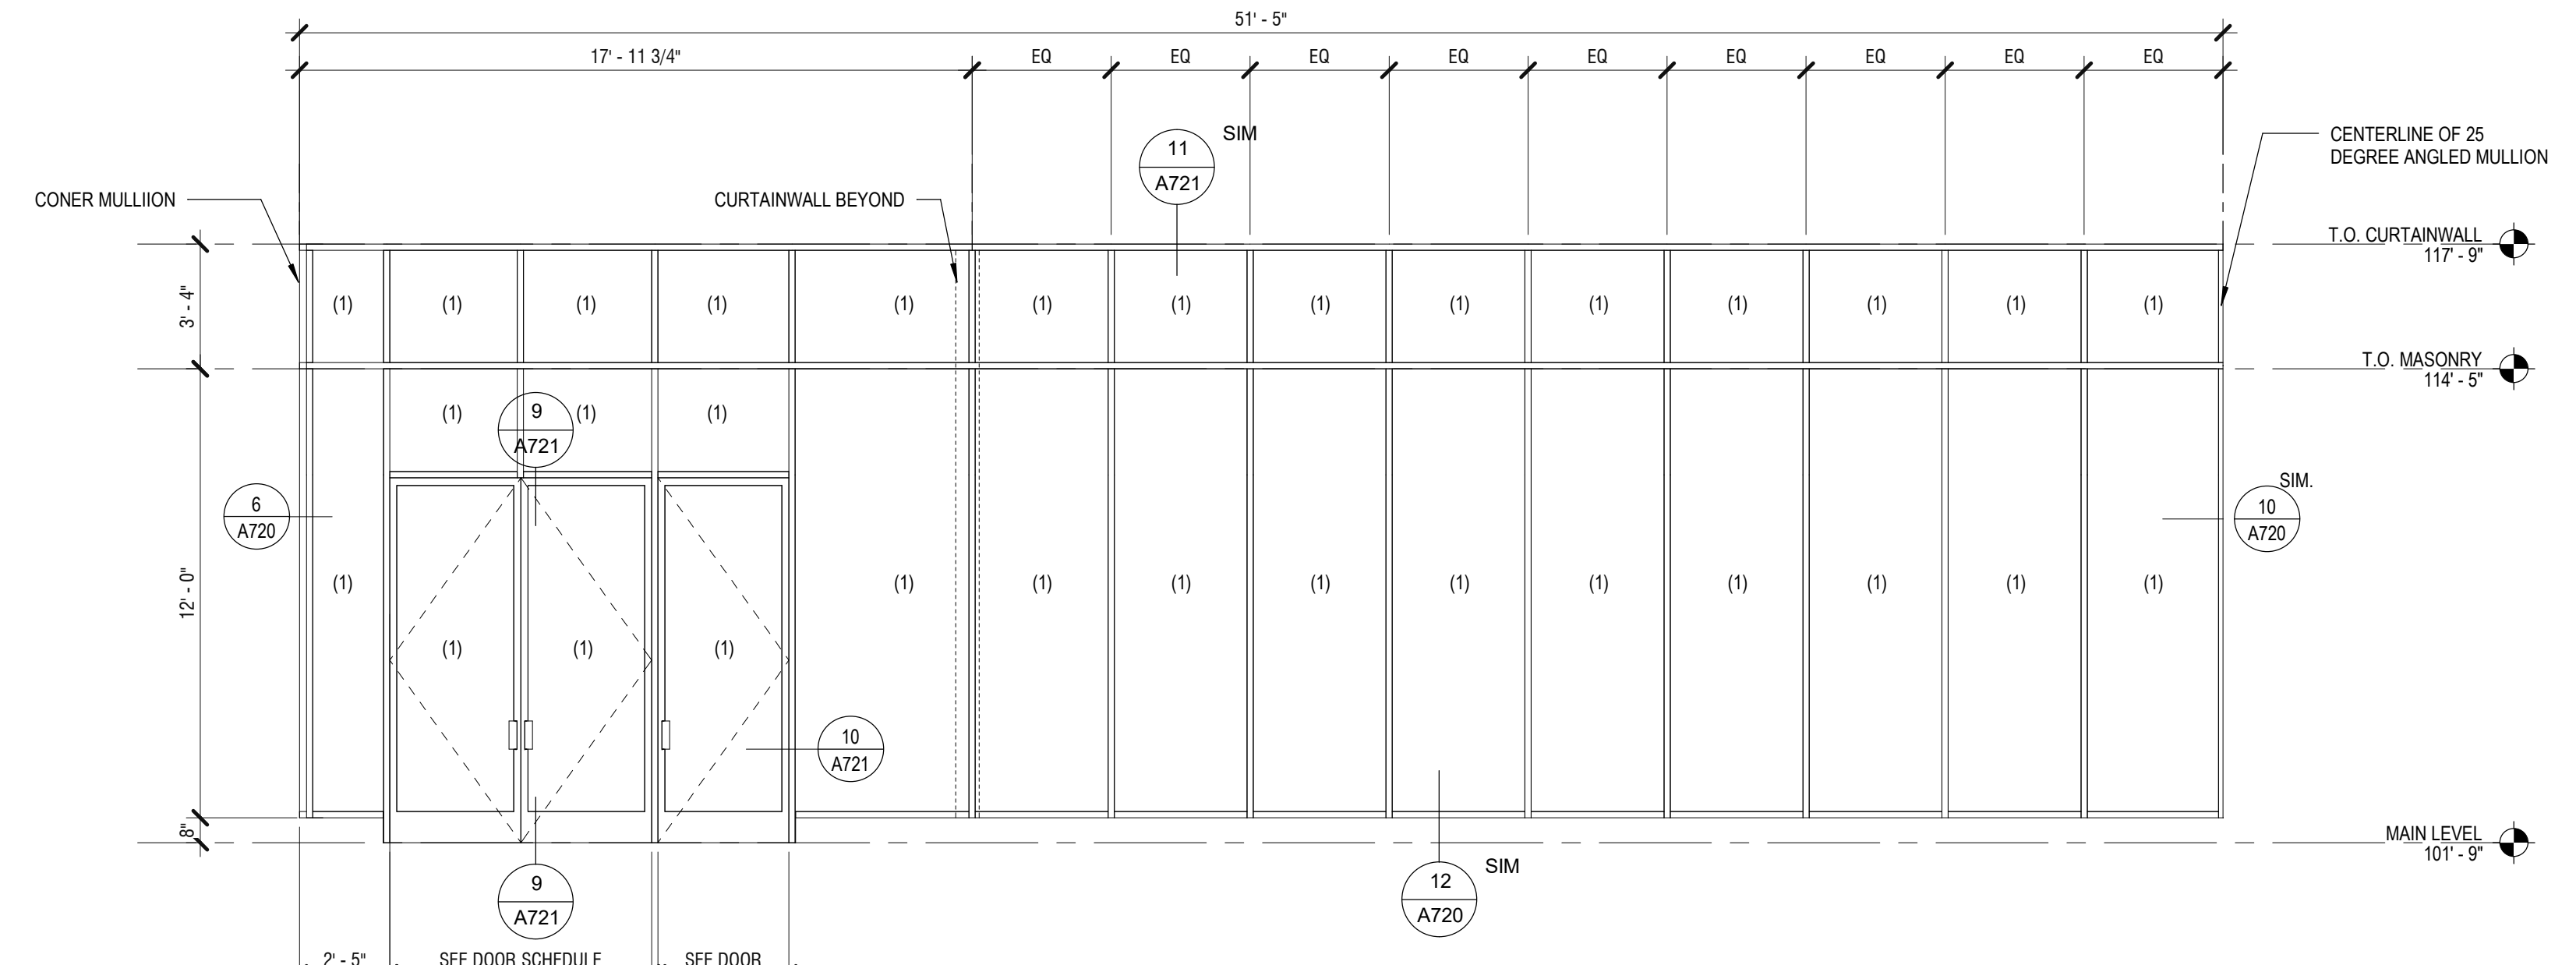 51' - 5"
17' - 11 3/4"
EQ
EQ
EQ
EQ
EQ
EQ
EQ
EQ
EQ
11
A721
SIM
CENTERLINE OF 25
DEGREE ANGLED MULLION
CONER MULLIION
CURTAINWALL BEYOND
T.O. CURTAINWALL
117' - 9"
3' - 4"
(1)
(1)
(1)
(1)
(1)
(1)
(1)
(1)
(1)
(1)
(1)
(1)
(1)
(1)
T.O. MASONRY
114' - 5"
(1)
9
A721
(1)
(1)
6
A720
SIM.
10
A720
12' - 0"
(1)
(1)
(1)
(1)
(1)
(1)
(1)
(1)
(1)
(1)
(1)
(1)
(1)
(1)
10
A721
8"
MAIN LEVEL
101' - 9"
9
A721
12
A720
SIM
2' - 5"
SEE DOOR SCHEDULE
SEE DOOR